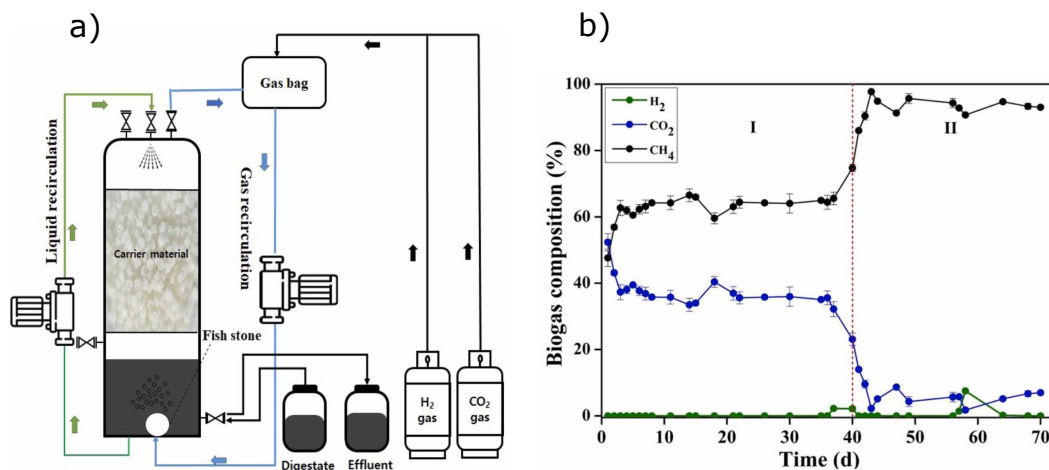 a)
Gas bag
Liquid recirculation
Gas recirculation
Carrier material
Fish stone
H2
gas
CO2
gas
Digestate
Effluent
b)
Biogas composition (%)
100
80
60
40
20
0
H2
CO2
CH4
I
II
0 10 20 30 40 50 60 70
Time (d)